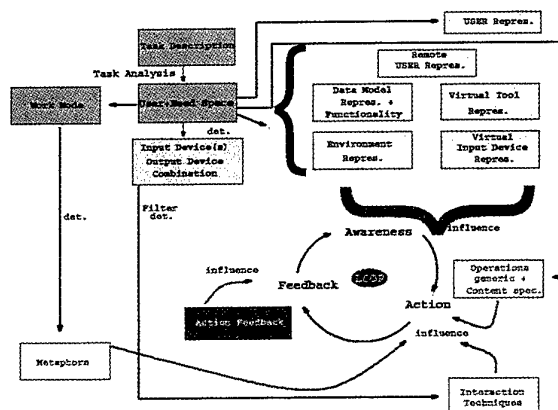 USER Repres.
Task Description
Remote
USER Repres.
Task Analysis
Data Model
Repres. +
Functionality
Virtual Tool
Repres.
Work Mode
User+Need Space
det.
Input Device(s)
Output Device
Combination
Environment
Repres.
Virtual
Input Device
Repres.
det.
Filter
det.
Awareness
influence
influence
Feedback
LOOP
Operations
generic +
Content spec.
Action
Action Feedback
influence
Metaphors
Interaction
Techniques